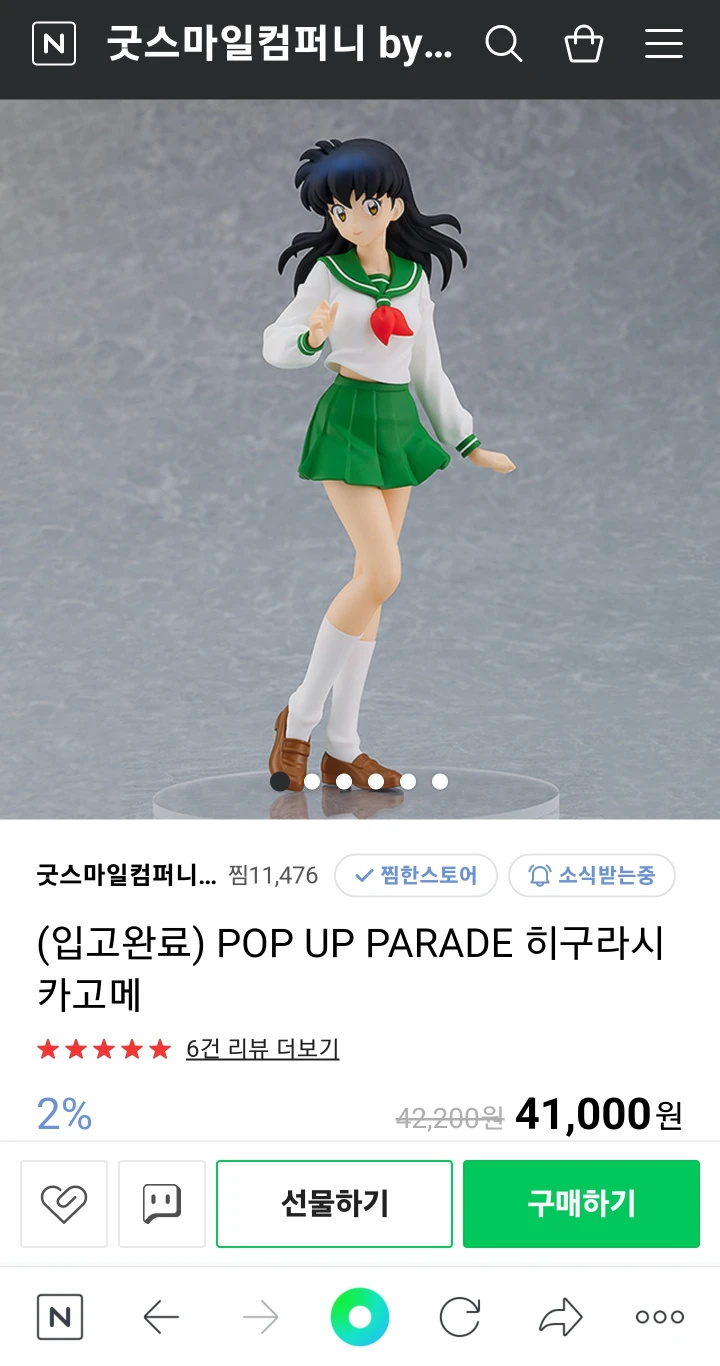 N 굿스마일컴퍼니 by...
굿스마일컴퍼니... 찜11,476 찜한스토어 소식받는중
(입고완료) POP UP PARADE 히구라시
카고메
6건 리뷰 더보기
2% 42,200원 41,000원
선물하기 구매하기
N